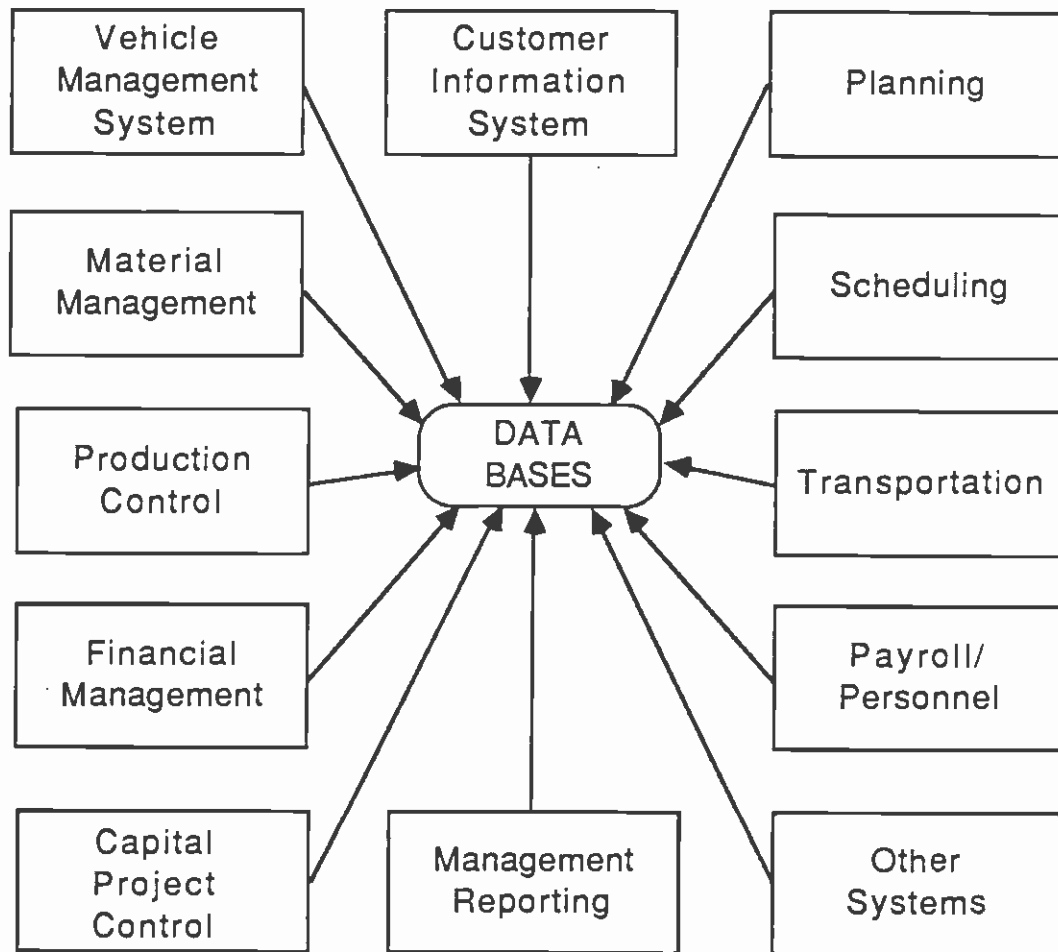 Vehicle
Management
System
Customer
Information
System
Planning
Material
Management
Scheduling
DATA
BASES
Production
Control
Transportation
Financial
Management
Payroll/
Personnel
Capital
Project
Control
Management
Reporting
Other
Systems